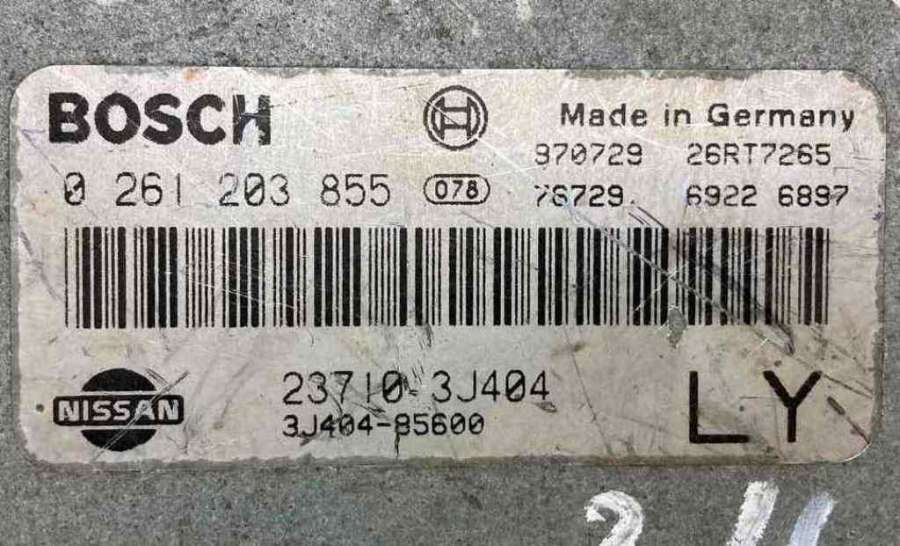 BOSCH
Made in Germany
970729 26RT7265
0 261 203 855 078
76729. 6922 6897
23710-3J404
NISSAN
3J404-85600
LY